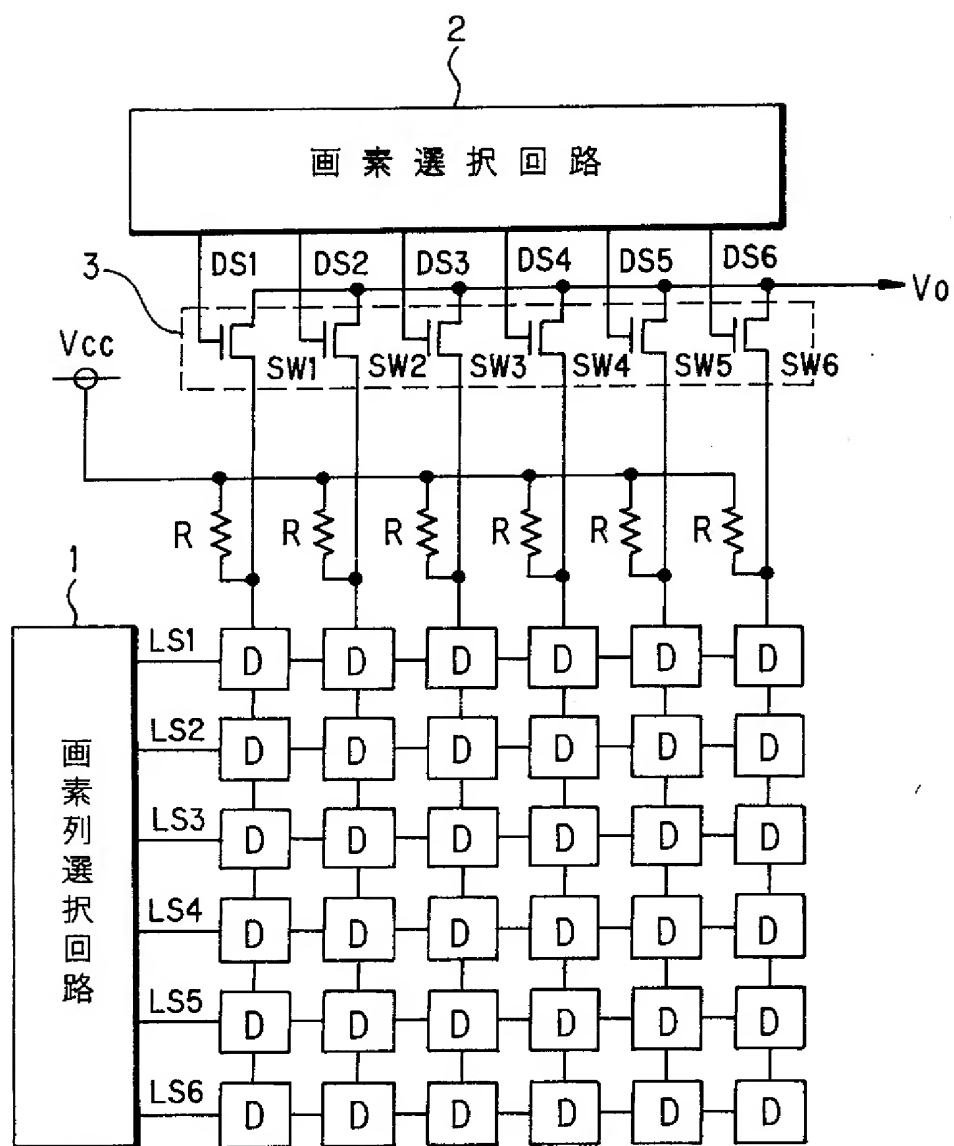 2
画素選択回路
DS1 DS2 DS3 DS4 DS5 DS6
3
Vo
Vcc
SW1 SW2 SW3 SW4 SW5 SW6
R R R R R R
1
画素列選択回路
LS1 D D D D D D
LS2 D D D D D D
LS3 D D D D D D
LS4 D D D D D D
LS5 D D D D D D
LS6 D D D D D D